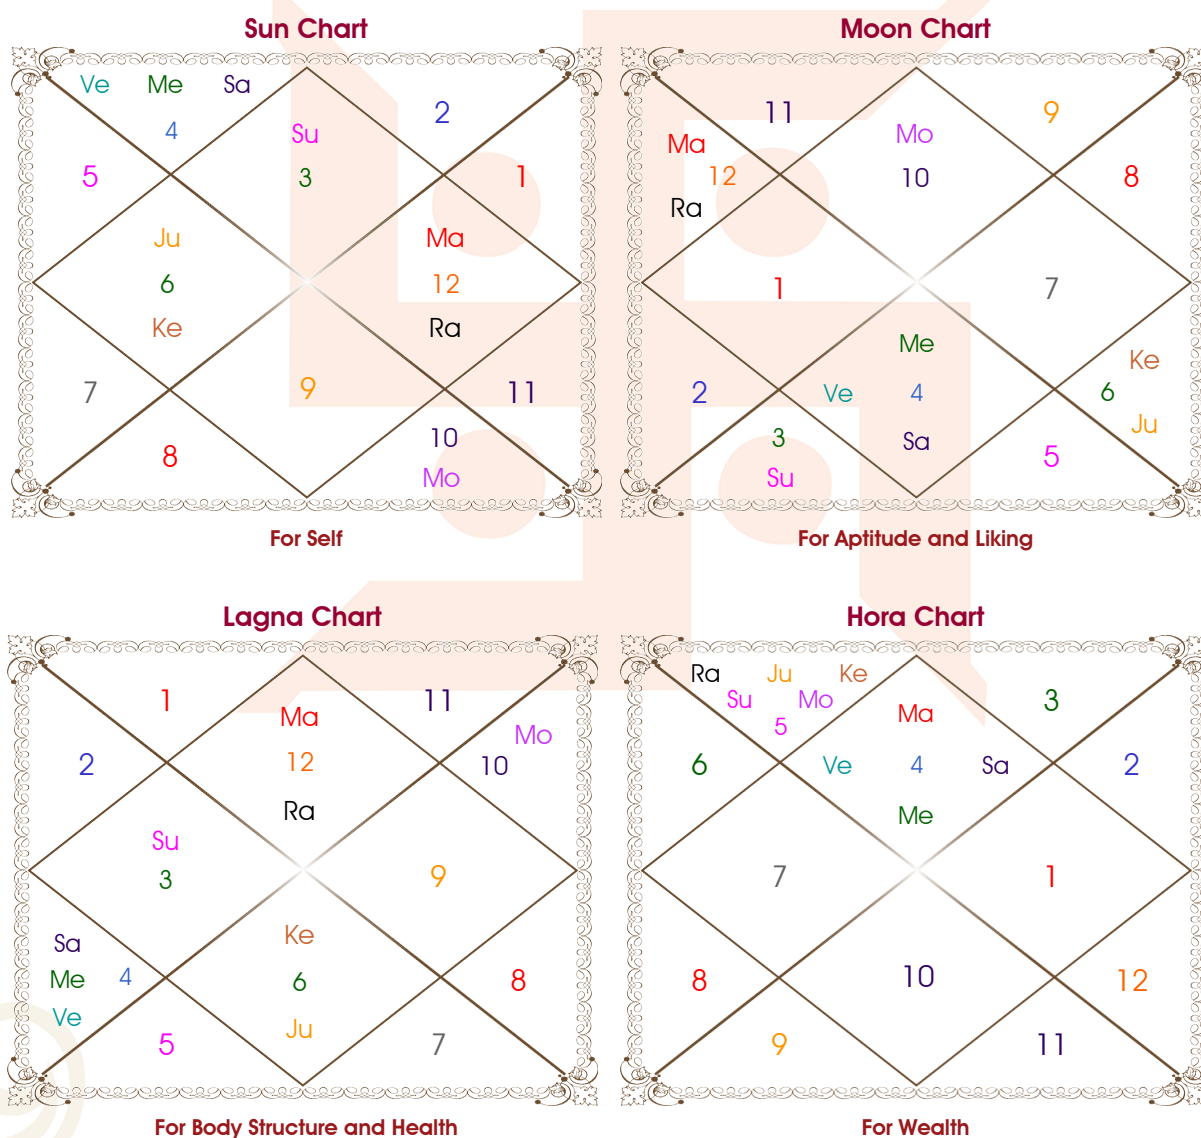 Sun Chart
Ve Me Sa
4
Su
3
2
5
1
Ju
6
Ke
Ma
12
Ra
7
9
11
8
10
Mo
For Self
Moon Chart
11
Mo
10
9
Ma
12
Ra
8
1
7
Me
Ve 4
Sa
2
3
Su
Ke
6
Ju
5
For Aptitude and Liking
Lagna Chart
1
Ma
12
Ra
11
Mo
10
2
Su
3
9
Sa
Me 4
Ve
Ke
6
Ju
8
5
7
For Body Structure and Health
Hora Chart
Ra Ju Ke
Su Mo
5
Ma
Ve 4 Sa
Me
3
6
2
7
1
8
10
12
9
11
For Wealth